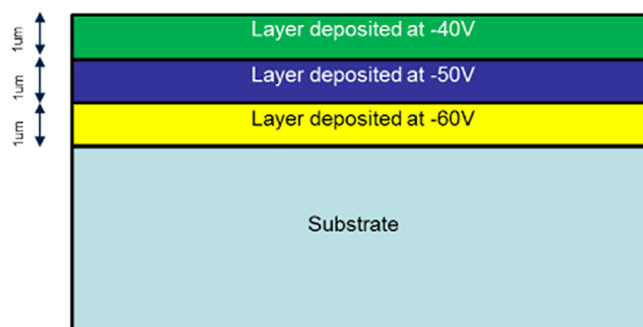 1um
Layer deposited at -40V
1um
Layer deposited at -50V
1um
Layer deposited at -60V
Substrate